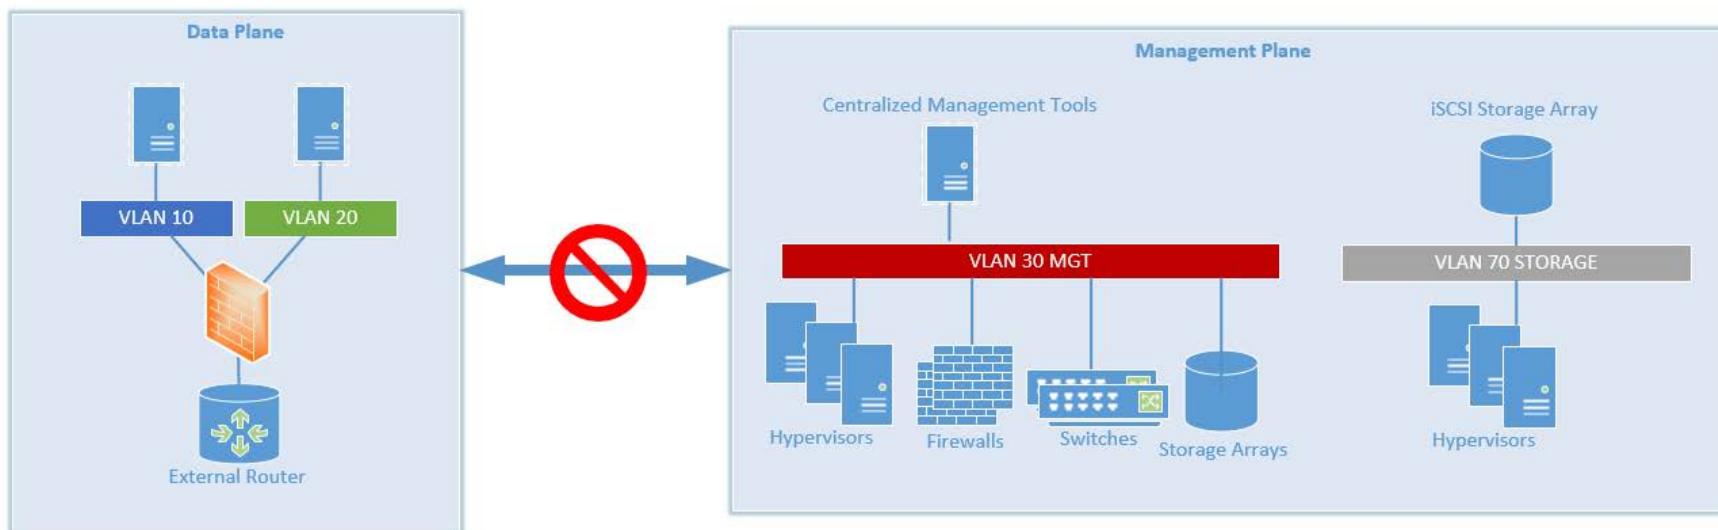 Data Plane
VLAN 10
VLAN 20
External Router
Management Plane
Centralized Management Tools
VLAN 30 MGT
Hypervisors
Firewalls
Switches
Storage Arrays
iSCSI Storage Array
VLAN 70 STORAGE
Hypervisors